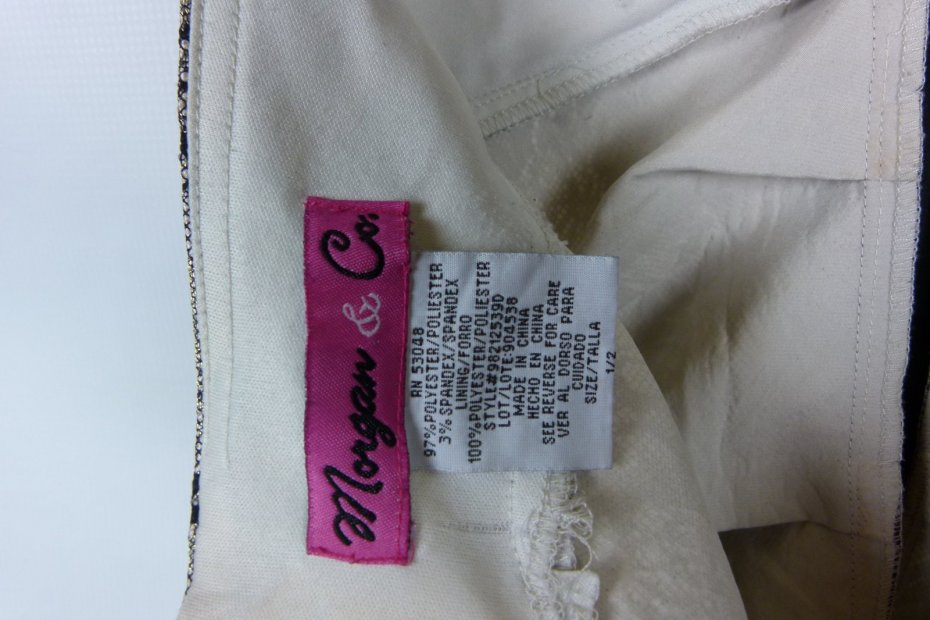 Morgan & Co.
RN 53048
97%POLYESTER/POLIESTER
3%SPANDEX/SPANDEX
LINING/FORRO
100%POLYESTER/POLIESTER
STYLE#98212539D
LOT/LOTE:904538
MADE IN CHINA
HECHO EN CHINA
SEE REVERSE FOR CARE
VER AL DORSO PARA
CUIDADO
SIZE/TALLA
1/2